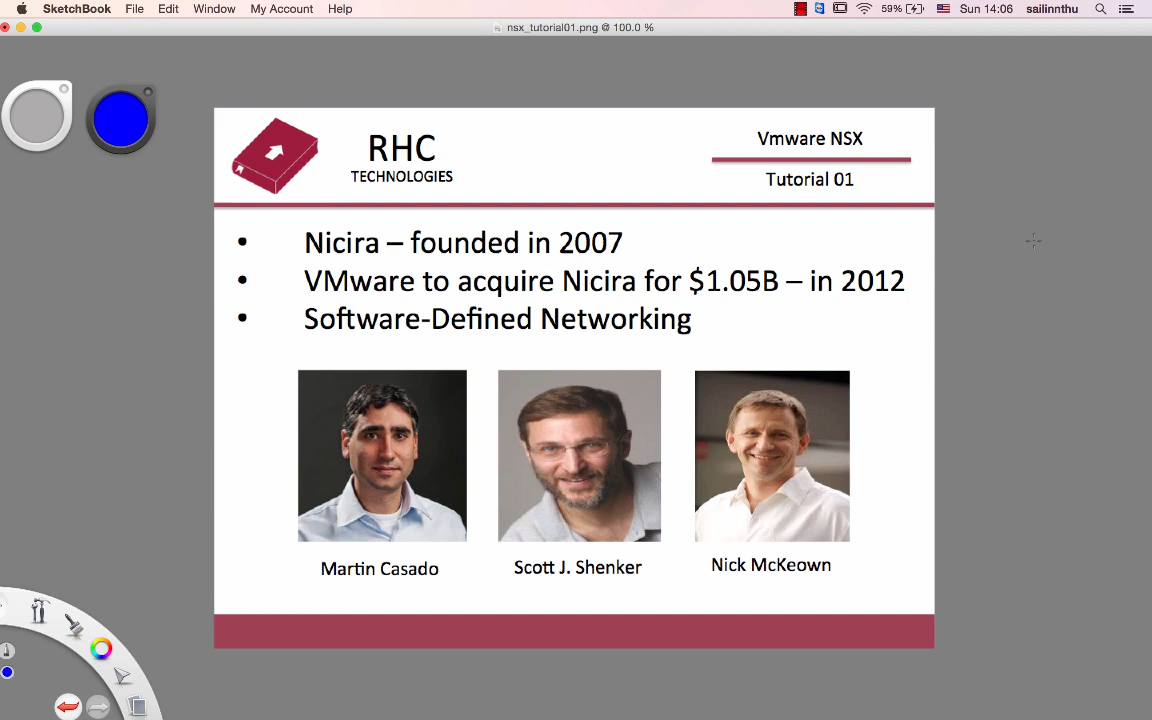 SketchBook File Edit Window My Account Help 59% Sun 14:06 sailinnthu
nsx_tutorial01.png @ 100.0 %
RHC
TECHNOLOGIES
Vmware NSX
Tutorial 01
• Nicira – founded in 2007
• VMware to acquire Nicira for $1.05B – in 2012
• Software-Defined Networking
Martin Casado
Scott J. Shenker
Nick McKeown